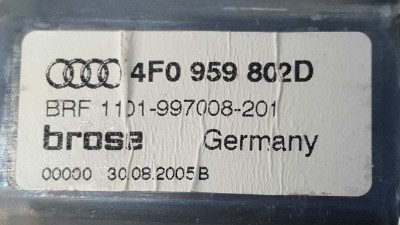 4F0 959 802D
BRF 1101-997008-201
brose Germany
00000 30.08.2005 B